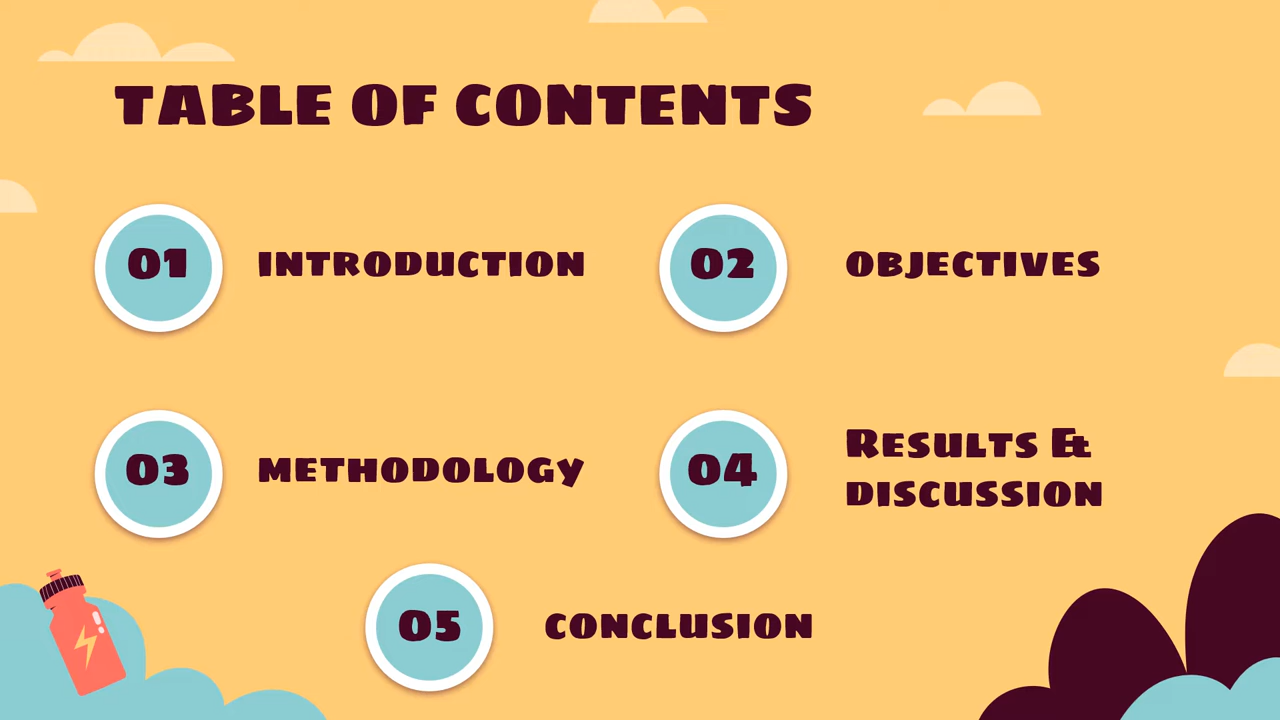 TABLE OF CONTENTS
01
INTRODUCTION
02
OBJECTIVES
03
METHODOLOGY
04
RESULTS &
DISCUSSION
05
CONCLUSION